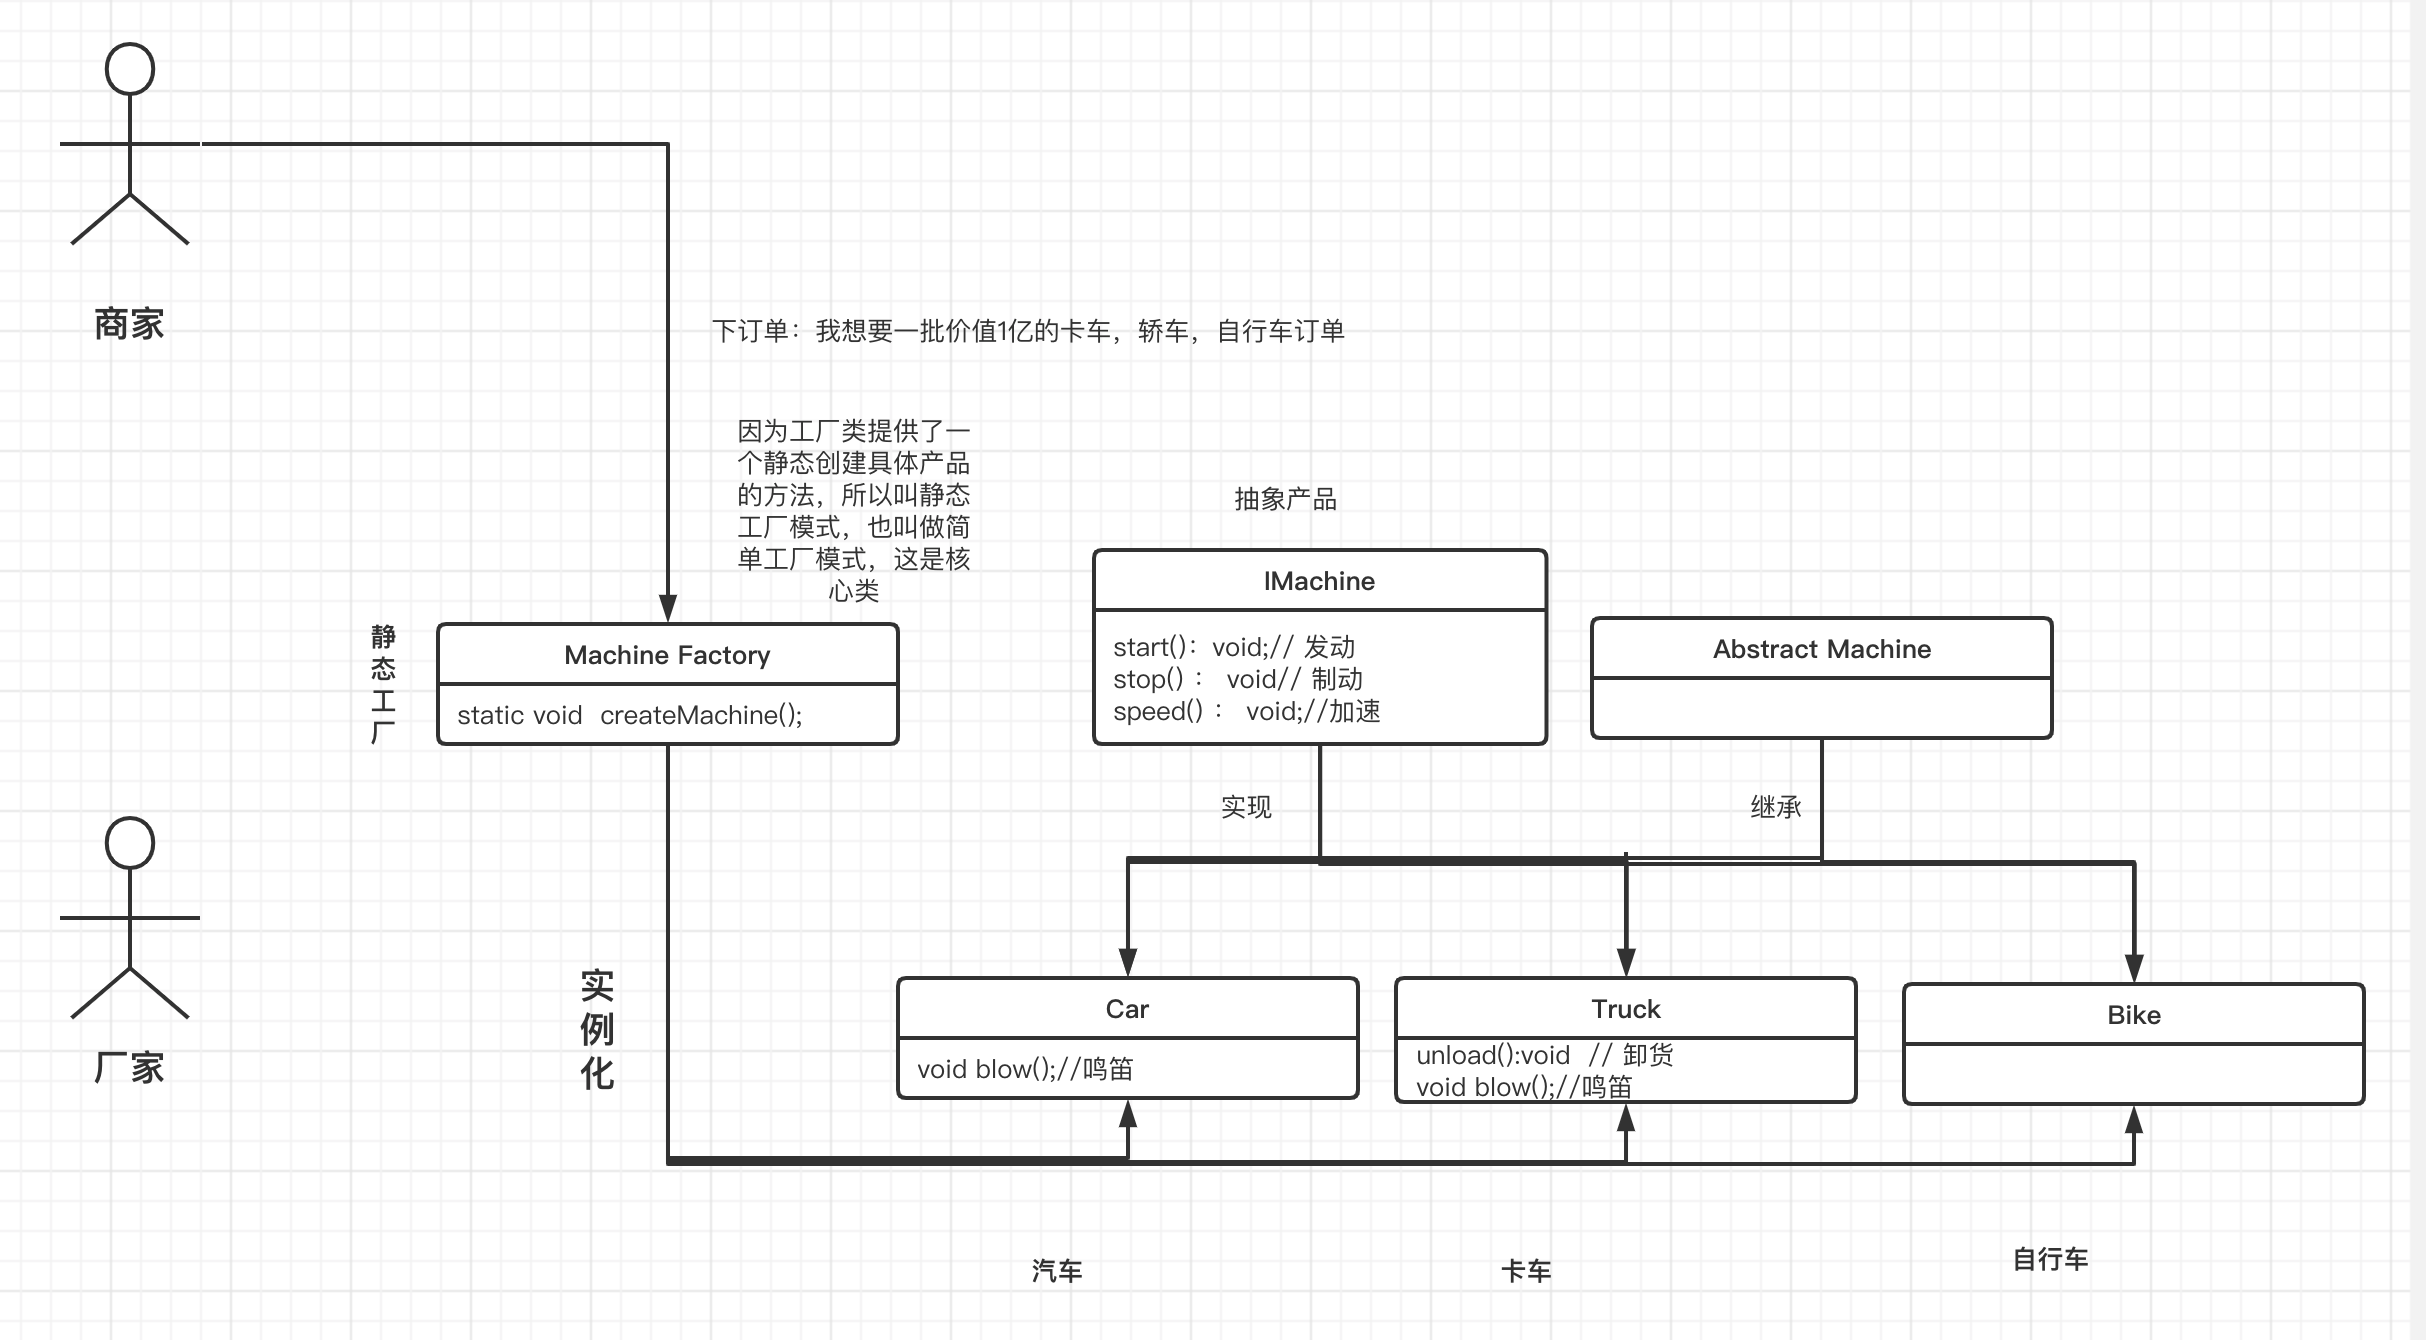 商家
下订单：我想要一批价值1亿的卡车，轿车，自行车订单
因为工厂类提供了一
个静态创建具体产品
的方法，所以叫静态
工厂模式，也叫做简
单工厂模式，这是核
心类
抽象产品
静
态
工
厂
Machine Factory
static void  createMachine();
IMachine
start()：void;// 发动
stop() ： void// 制动
speed() ： void;//加速
Abstract Machine
实现
继承
厂家
实
例
化
Car
void blow();//鸣笛
Truck
unload():void  // 卸货
void blow();//鸣笛
Bike
汽车
卡车
自行车